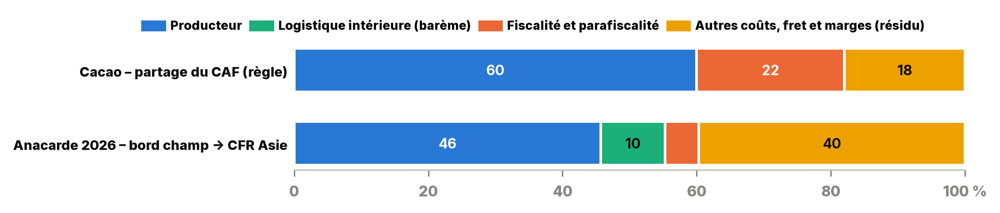 Producteur Logistique intérieure (barème) Fiscalité et parafiscalité Autres coûts, fret et marges (résidu)
Cacao – partage du CAF (règle) 60 22 18
Anacarde 2026 – bord champ → CFR Asie 46 10 40
0 20 40 60 80 100 %